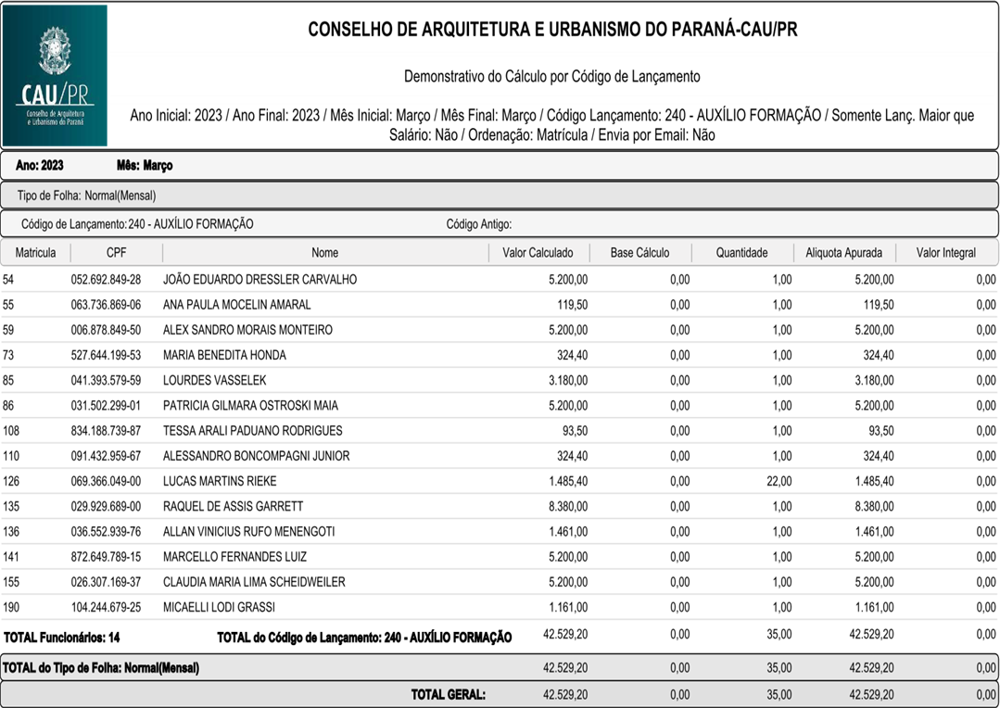 CAU/PR
Conselho de Arquitetura
e Urbanismo do Paraná
CONSELHO DE ARQUITETURA E URBANISMO DO PARANÁ-CAU/PR
Demonstrativo do Cálculo por Código de Lançamento
Ano Inicial: 2023 / Ano Final: 2023 / Mês Inicial: Março / Mês Final: Março / Código Lançamento: 240 - AUXÍLIO FORMAÇÃO / Somente Lanç. Maior que
Salário: Não / Ordenação: Matrícula / Envia por Email: Não
Ano: 2023 Mês: Março
Tipo de Folha: Normal(Mensal)
Código de Lançamento: 240 - AUXÍLIO FORMAÇÃO Código Antigo:
Matricula CPF Nome Valor Calculado Base Cálculo Quantidade Aliquota Apurada Valor Integral
54 052.692.849-28 JOÃO EDUARDO DRESSLER CARVALHO 5.200,00 0,00 1,00 5.200,00 0,00
55 063.736.869-06 ANA PAULA MOCELIN AMARAL 119,50 0,00 1,00 119,50 0,00
59 006.878.849-50 ALEX SANDRO MORAIS MONTEIRO 5.200,00 0,00 1,00 5.200,00 0,00
73 527.644.199-53 MARIA BENEDITA HONDA 324,40 0,00 1,00 324,40 0,00
85 041.393.579-59 LOURDES VASSELEK 3.180,00 0,00 1,00 3.180,00 0,00
86 031.502.299-01 PATRICIA GILMARA OSTROSKI MAIA 5.200,00 0,00 1,00 5.200,00 0,00
108 834.188.739-87 TESSA ARALI PADUANO RODRIGUES 93,50 0,00 1,00 93,50 0,00
110 091.432.959-67 ALESSANDRO BONCOMPAGNI JUNIOR 324,40 0,00 1,00 324,40 0,00
126 069.366.049-00 LUCAS MARTINS RIEKE 1.485,40 0,00 22,00 1.485,40 0,00
135 029.929.689-00 RAQUEL DE ASSIS GARRETT 8.380,00 0,00 1,00 8.380,00 0,00
136 036.552.939-76 ALLAN VINICIUS RUFO MENENGOTI 1.461,00 0,00 1,00 1.461,00 0,00
141 872.649.789-15 MARCELLO FERNANDES LUIZ 5.200,00 0,00 1,00 5.200,00 0,00
155 026.307.169-37 CLAUDIA MARIA LIMA SCHEIDWEILER 5.200,00 0,00 1,00 5.200,00 0,00
190 104.244.679-25 MICAELLI LODI GRASSI 1.161,00 0,00 1,00 1.161,00 0,00
TOTAL Funcionários: 14 TOTAL do Código de Lançamento: 240 - AUXÍLIO FORMAÇÃO 42.529,20 0,00 35,00 42.529,20 0,00
TOTAL do Tipo de Folha: Normal(Mensal) 42.529,20 0,00 35,00 42.529,20 0,00
TOTAL GERAL: 42.529,20 0,00 35,00 42.529,20 0,00